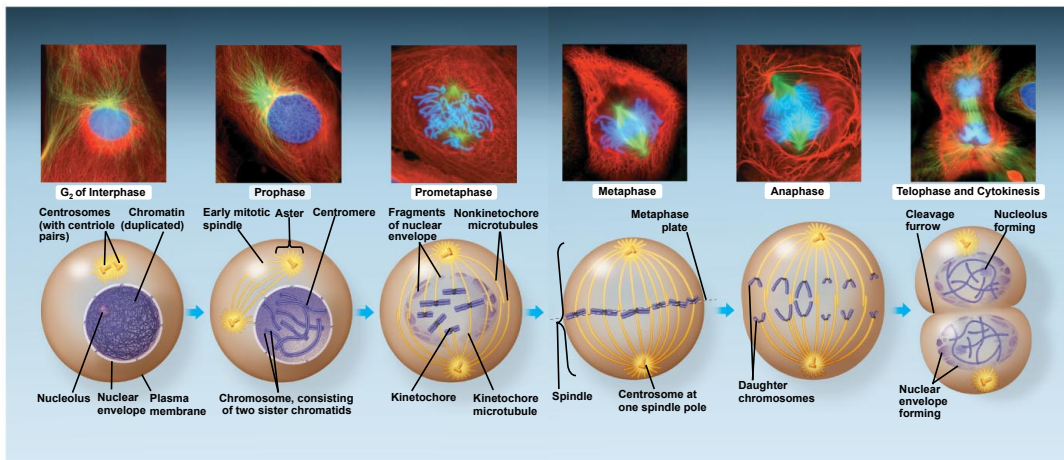 G2 of Interphase
Prophase
Prometaphase
Metaphase
Anaphase
Telophase and Cytokinesis
Centrosomes
(with centriole
pairs)
Chromatin
(duplicated)
Early mitotic
spindle
Aster
Centromere
Fragments
of nuclear
envelope
Nonkinetochore
microtubules
Metaphase
plate
Cleavage
furrow
Nucleolus
forming
Nucleolus
Nuclear
envelope
Plasma
membrane
Chromosome, consisting
of two sister chromatids
Kinetochore
Kinetochore
microtubule
Spindle
Centrosome at
one spindle pole
Daughter
chromosomes
Nuclear
envelope
forming